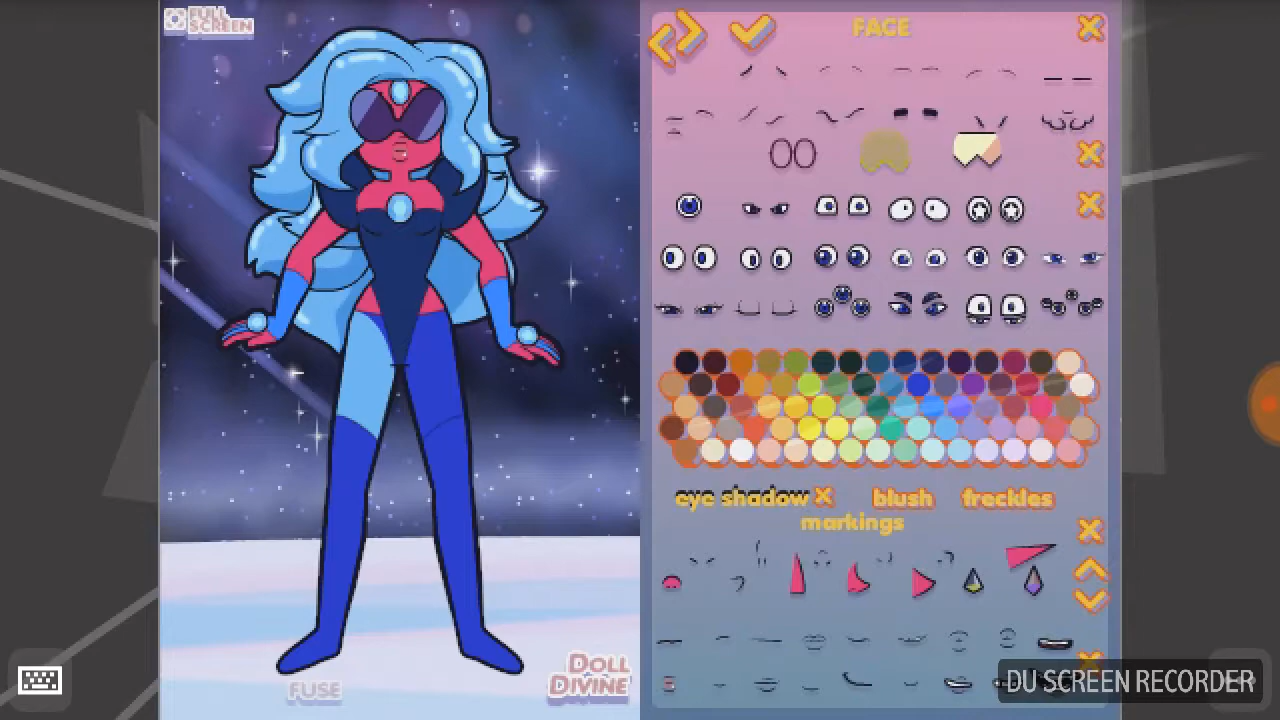 FULL
SCREEN
FACE
eye shadow
blush
freckles
markings
FUSE
DOLL
DIVINE
DU SCREEN RECORDER